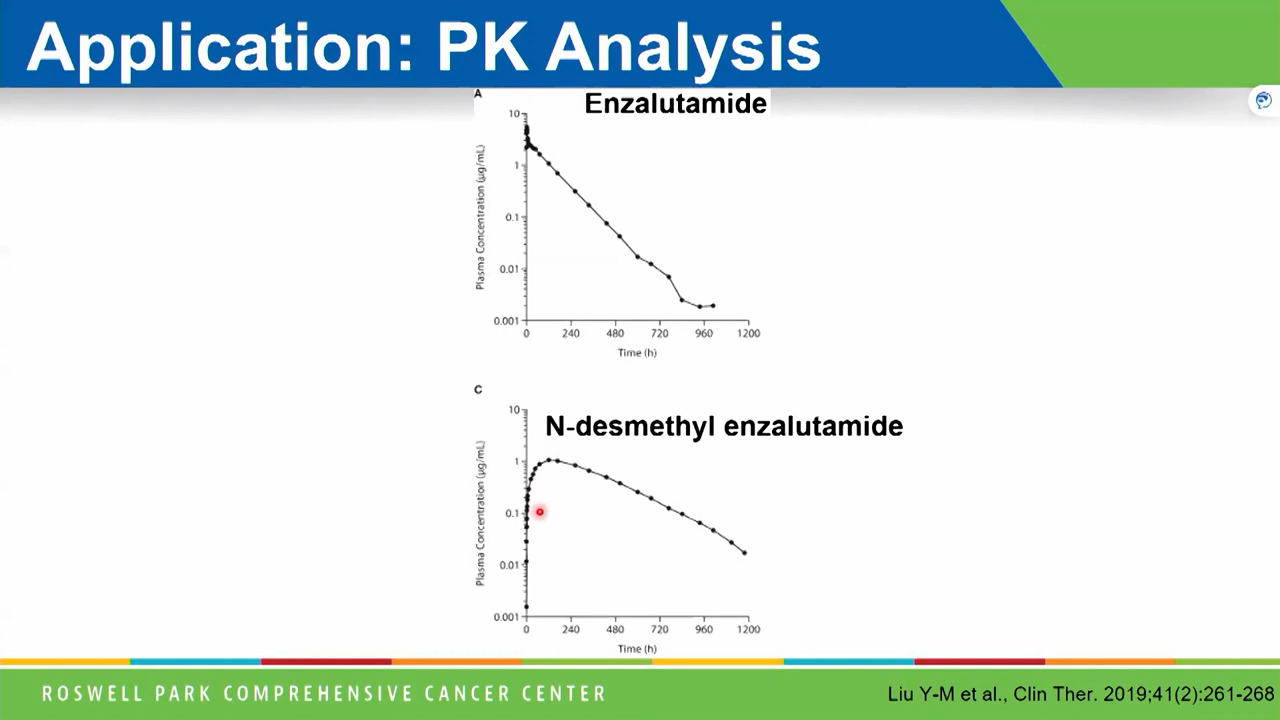 Application: PK Analysis
A
Enzalutamide
Plasma Concentration (μg/mL)
10
1
0.1
0.01
0.001
0 240 480 720 960 1200
Time (h)
C
N-desmethyl enzalutamide
Plasma Concentration (μg/mL)
10
1
0.1
0.01
0.001
0 240 480 720 960 1200
Time (h)
ROSWELL PARK COMPREHENSIVE CANCER CENTER
Liu Y-M et al., Clin Ther. 2019;41(2):261-268